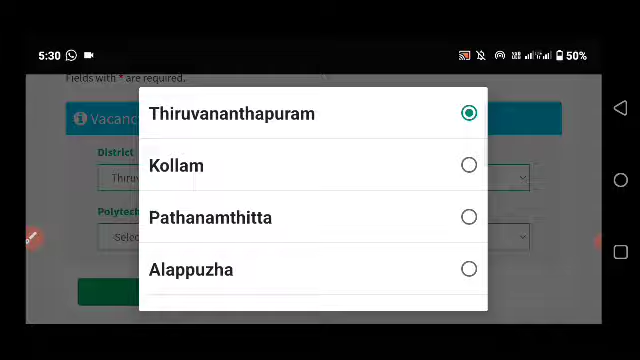 5:30
50%
Fields with * are required.
Vacanc
District
Thiruv
Polytech
Selec
Thiruvananthapuram
Kollam
Pathanamthitta
Alappuzha